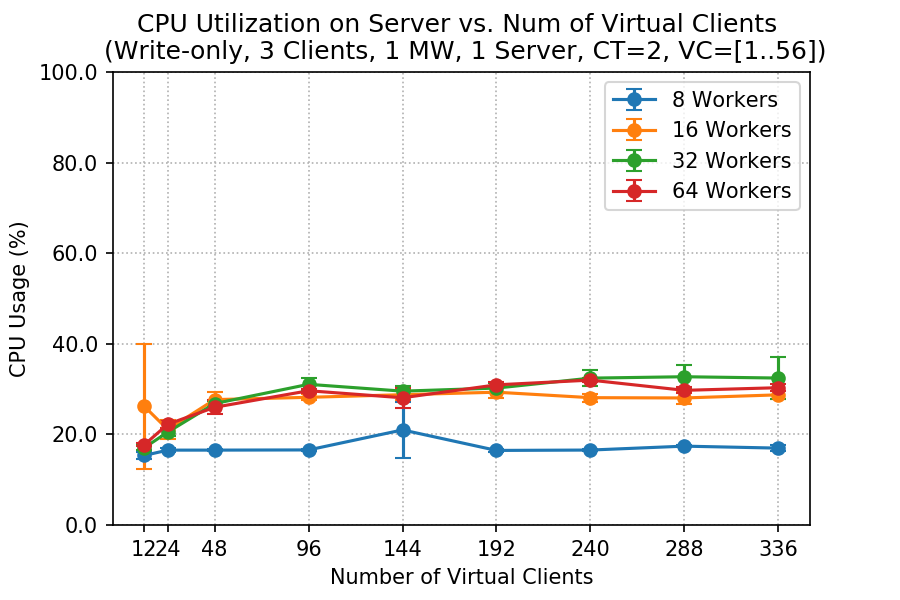 CPU Utilization on Server vs. Num of Virtual Clients
(Write-only, 3 Clients, 1 MW, 1 Server, CT=2, VC=[1..56])
100.0
80.0
60.0
40.0
20.0
0.0
CPU Usage (%)
8 Workers
16 Workers
32 Workers
64 Workers
12 24 48 96 144 192 240 288 336
Number of Virtual Clients